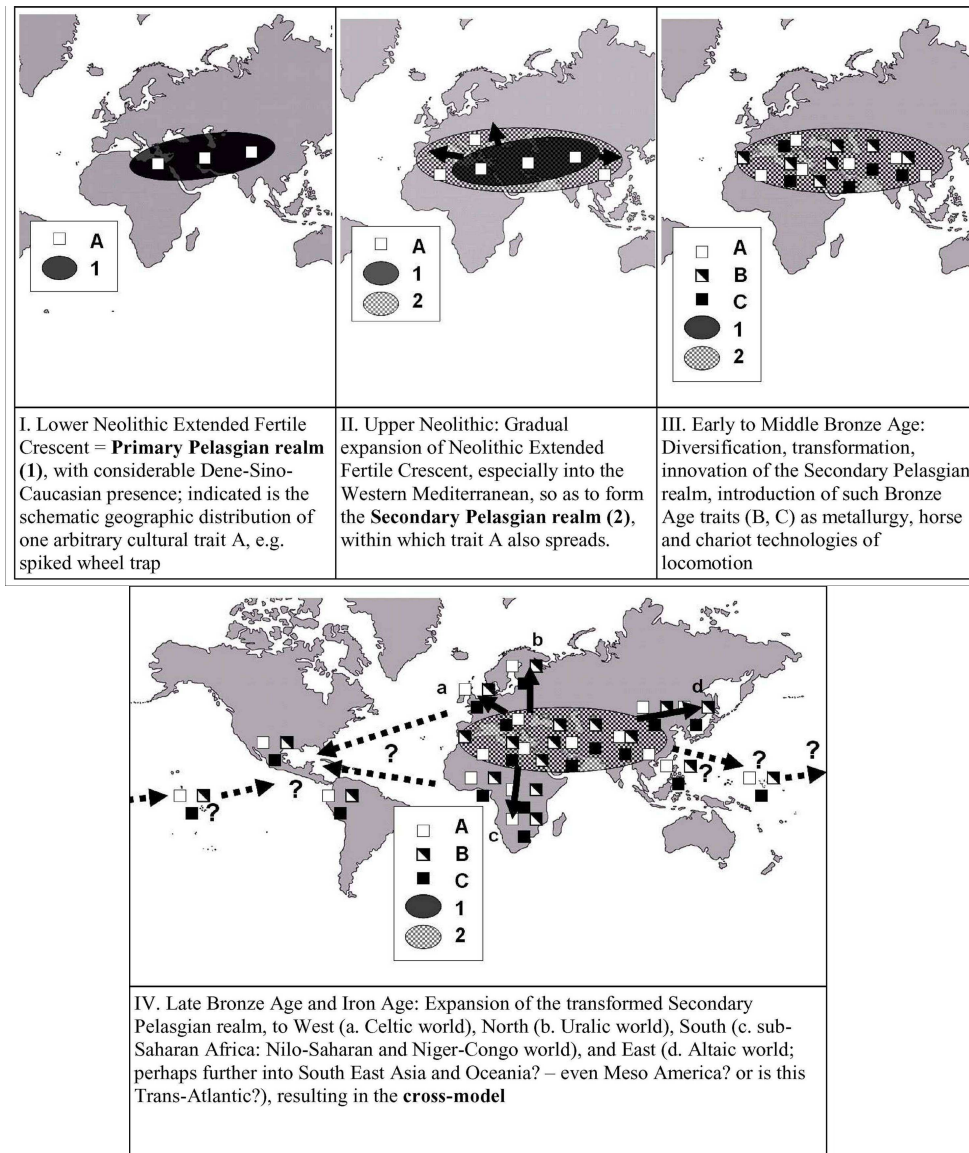 A
1
I. Lower Neolithic Extended Fertile
Crescent = Primary Pelasgian realm
(1), with considerable Dene-Sino-
Caucasian presence; indicated is the
schematic geographic distribution of
one arbitrary cultural trait A, e.g.
spiked wheel trap
A
1
2
II. Upper Neolithic: Gradual
expansion of Neolithic Extended
Fertile Crescent, especially into the
Western Mediterranean, so as to form
the Secondary Pelasgian realm (2),
within which trait A also spreads.
A
B
C
1
2
III. Early to Middle Bronze Age:
Diversification, transformation,
innovation of the Secondary Pelasgian
realm, introduction of such Bronze
Age traits (B, C) as metallurgy, horse
and chariot technologies of
locomotion
b
a
d
?
?
?
?
?
?
c
A
B
C
1
2
IV. Late Bronze Age and Iron Age: Expansion of the transformed Secondary
Pelasgian realm, to West (a. Celtic world), North (b. Uralic world), South (c. sub-
Saharan Africa: Nilo-Saharan and Niger-Congo world), and East (d. Altaic world;
perhaps further into South East Asia and Oceania? – even Meso America? or is this
Trans-Atlantic?), resulting in the cross-model